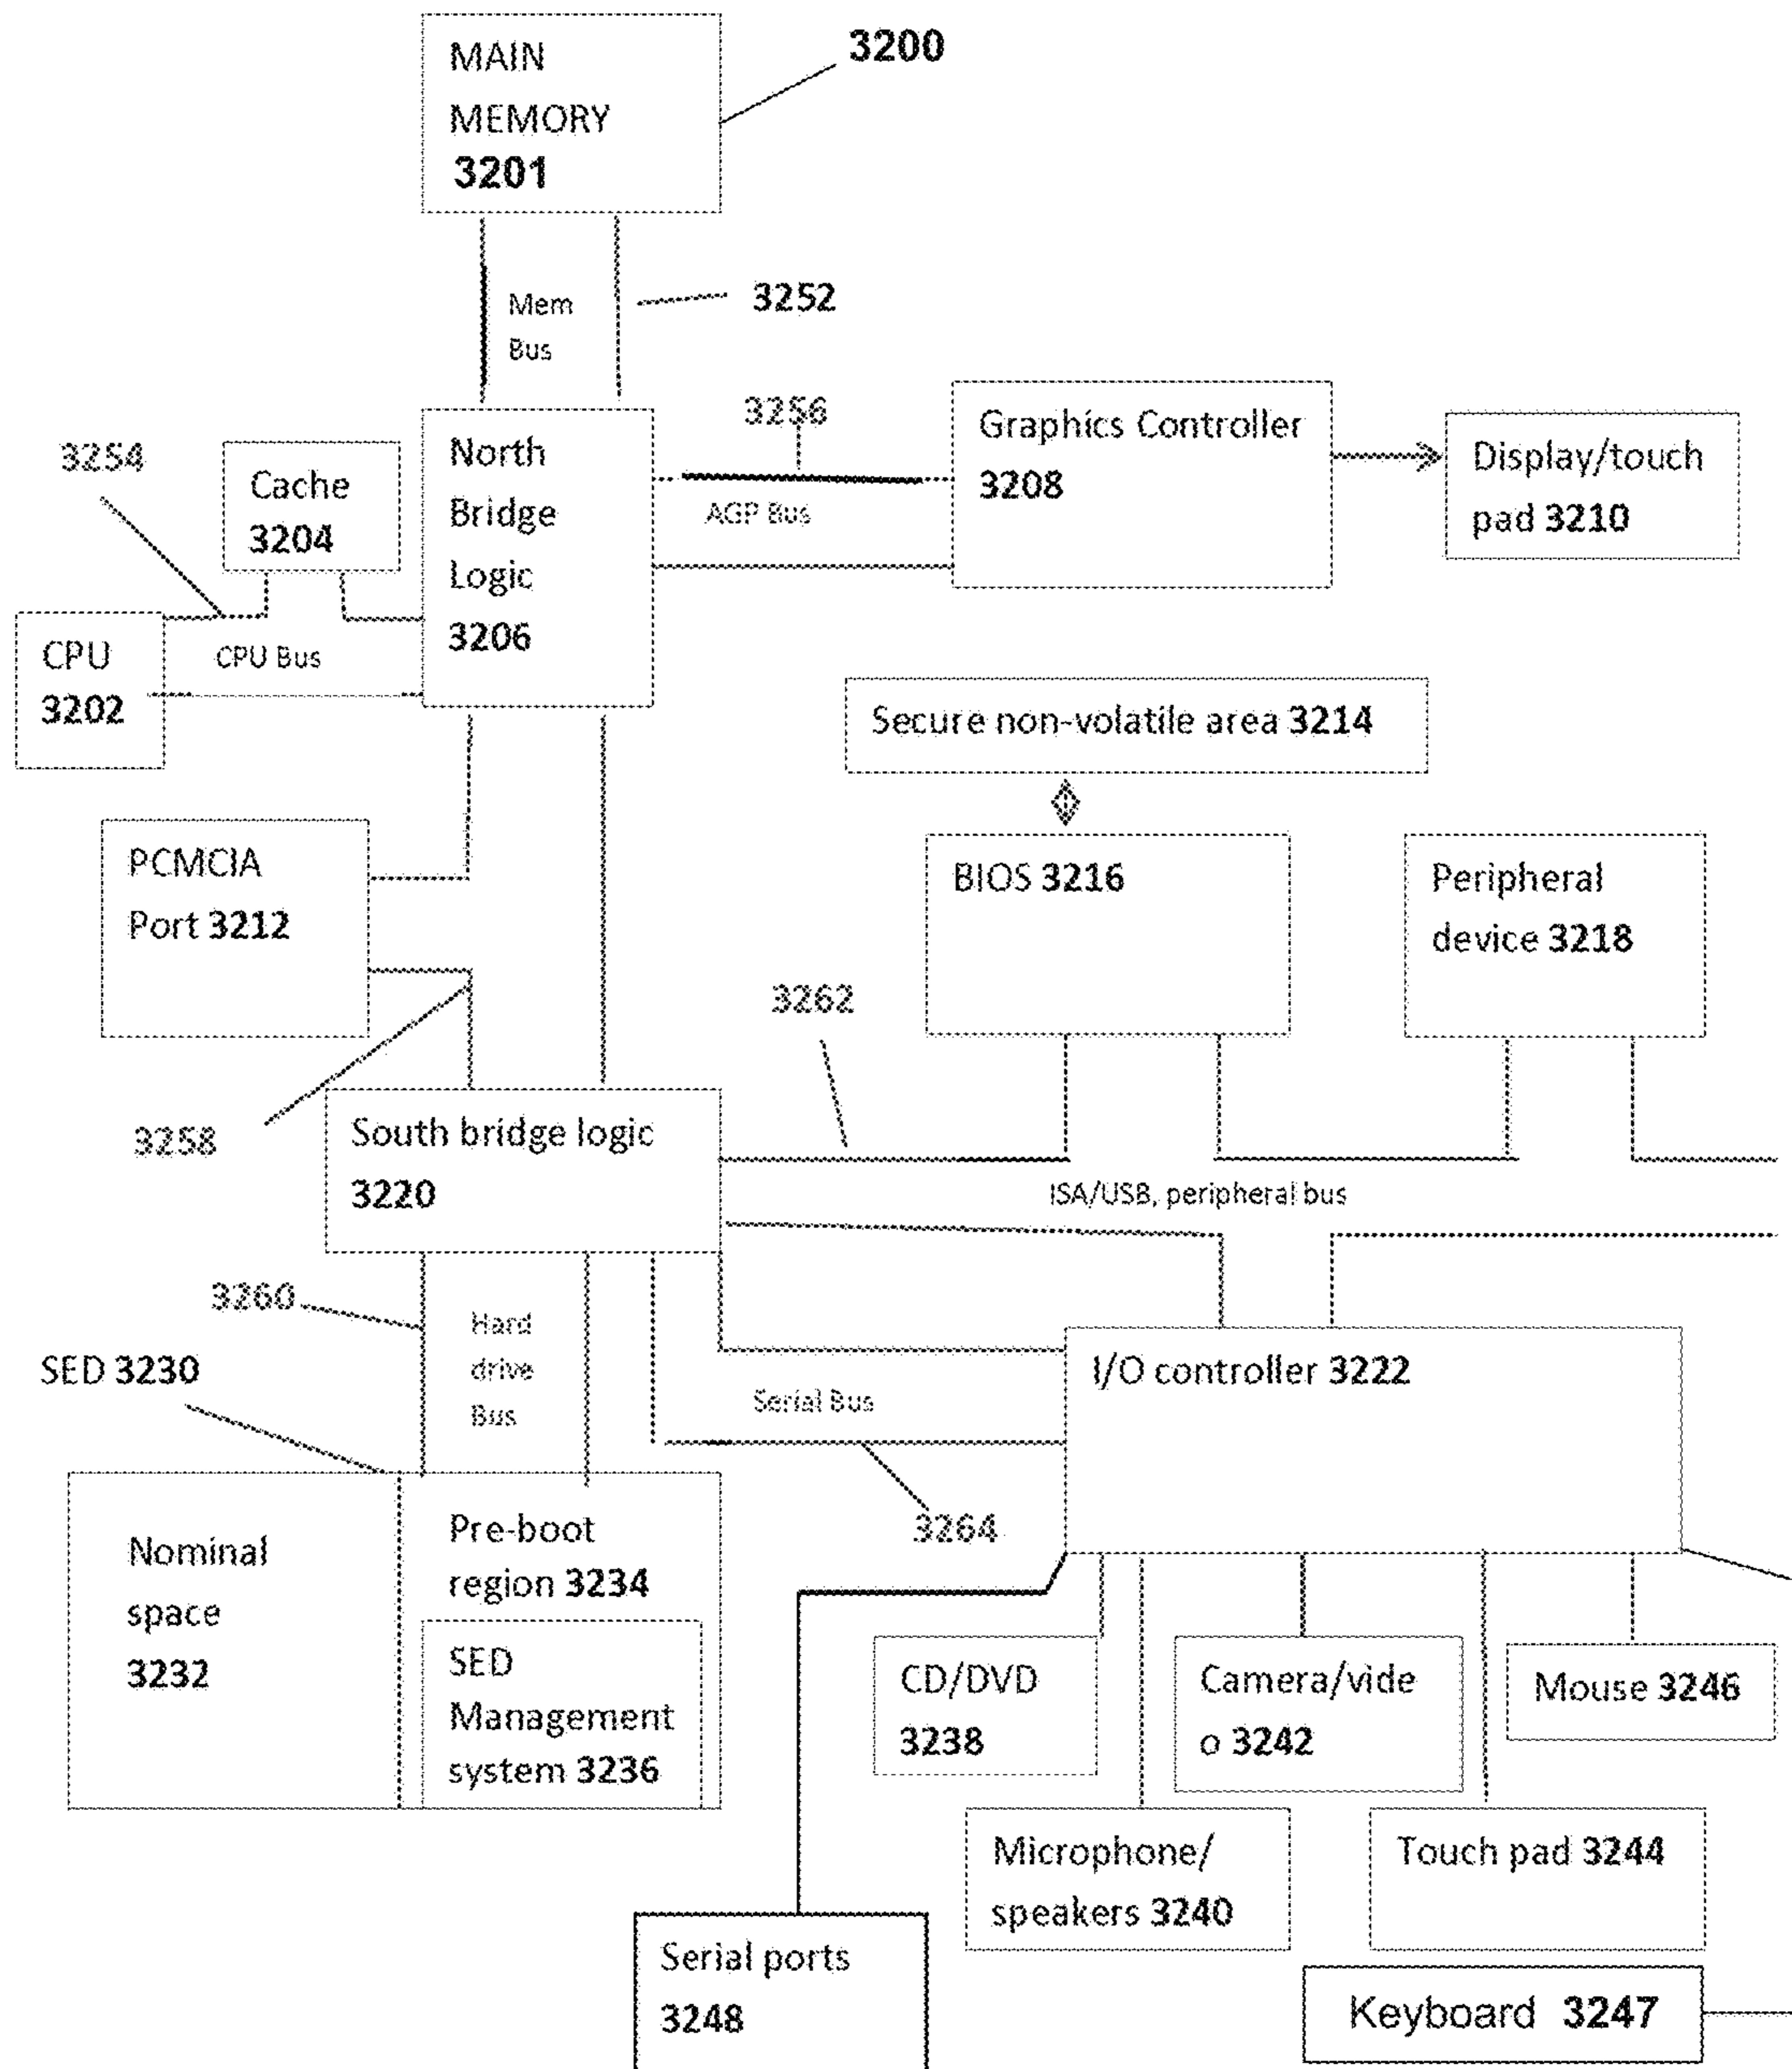 MAIN
MEMORY
3201
3200
Mem
Bus
3252
3254
Cache
3204
North
Bridge
Logic
3206
3256
AGP Bus
Graphics Controller
3208
Display/touch
pad 3210
CPU
3202
CPU Bus
Secure non-volatile area 3214
PCMCIA
Port 3212
BIOS 3216
Peripheral
device 3218
3262
3258
South bridge logic
3220
ISA/USB, peripheral bus
3260
Hard
drive
Bus
SED 3230
Serial Bus
I/O controller 3222
3264
Nominal
space
3232
Pre-boot
region 3234
SED
Management
system 3236
CD/DVD
3238
Camera/vide
o 3242
Mouse 3246
Microphone/
speakers 3240
Touch pad 3244
Serial ports
3248
Keyboard 3247